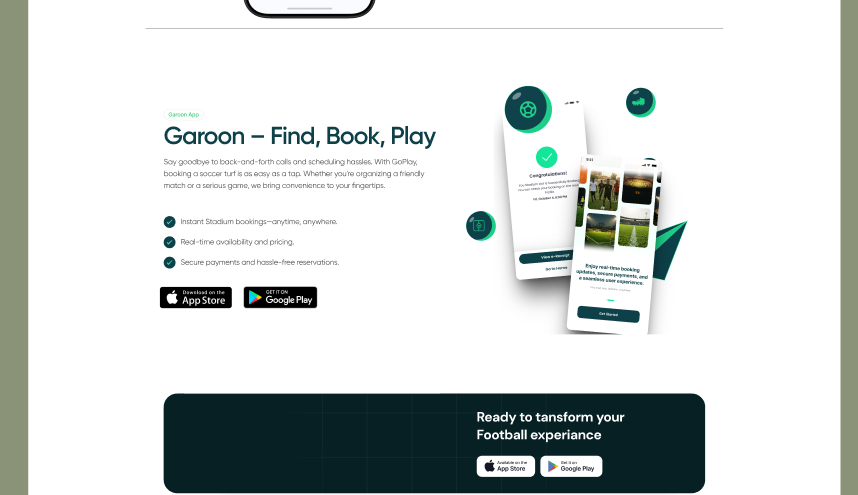 Garoon App
Garoon – Find, Book, Play
Say goodbye to back-and-forth calls and scheduling hassles. With GoPlay,
booking a soccer turf is as easy as a tap. Whether you're organizing a friendly
match or a serious game, we bring convenience to your fingertips.
Instant Stadium bookings—anytime, anywhere.
Real-time availability and pricing.
Secure payments and hassle-free reservations.
Download on the
App Store
GET IT ON
Google Play
Congratulations!
View e-Receipt
Go to Home
9:41
Enjoy real-time booking
updates, secure payments, and
a seamless user experience.
Get Started
Ready to tansform your
Football experiance
Available on the
App Store
Get it on
Google Play